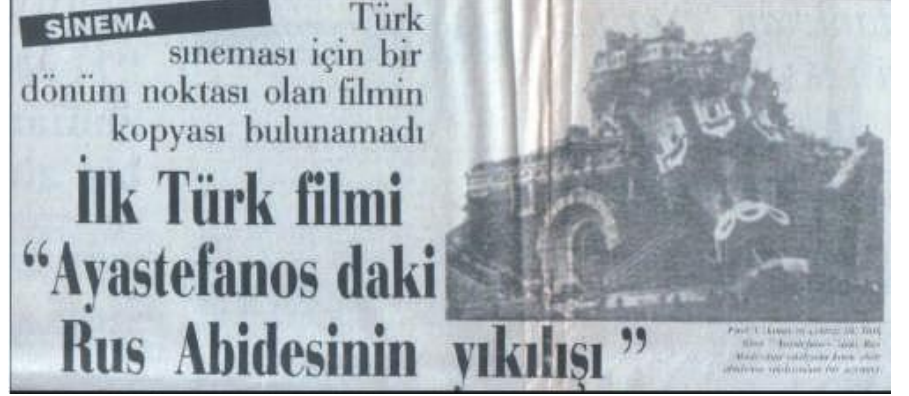 SİNEMA
Türk
sıneması için bir
dönüm noktası olan filmin
kopyası bulunamadı
İlk Türk filmi
“Ayastefanos daki
Rus Abidesinin yıkılışı”